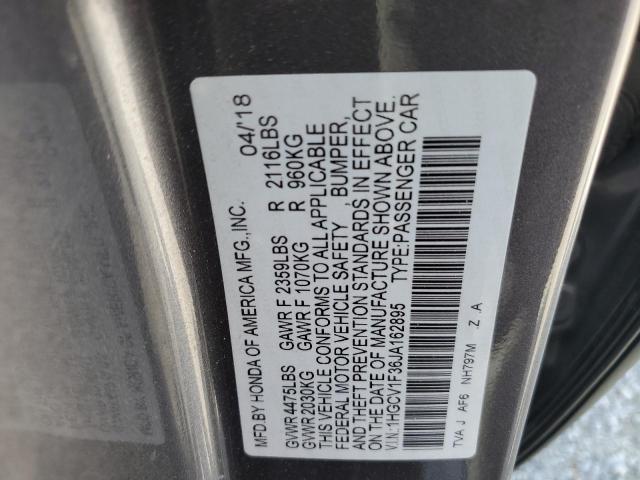 MFD.BY HONDA OF AMERICA MFG.,INC. 04/'18
GVWR 4475LBS GAWR F 2359LBS R 2116LBS
GVWR 2030KG GAWR F 1070KG R 960KG
THIS VEHICLE CONFORMS TO ALL APPLICABLE
FEDERAL MOTOR VEHICLE SAFETY, BUMPER,
AND THEFT PREVENTION STANDARDS IN EFFECT
ON THE DATE OF MANUFACTURE SHOWN ABOVE.
V.I.N.:1HGCV1F36JA162895 TYPE:PASSENGER CAR
TVA J AF6 NH797M Z .A